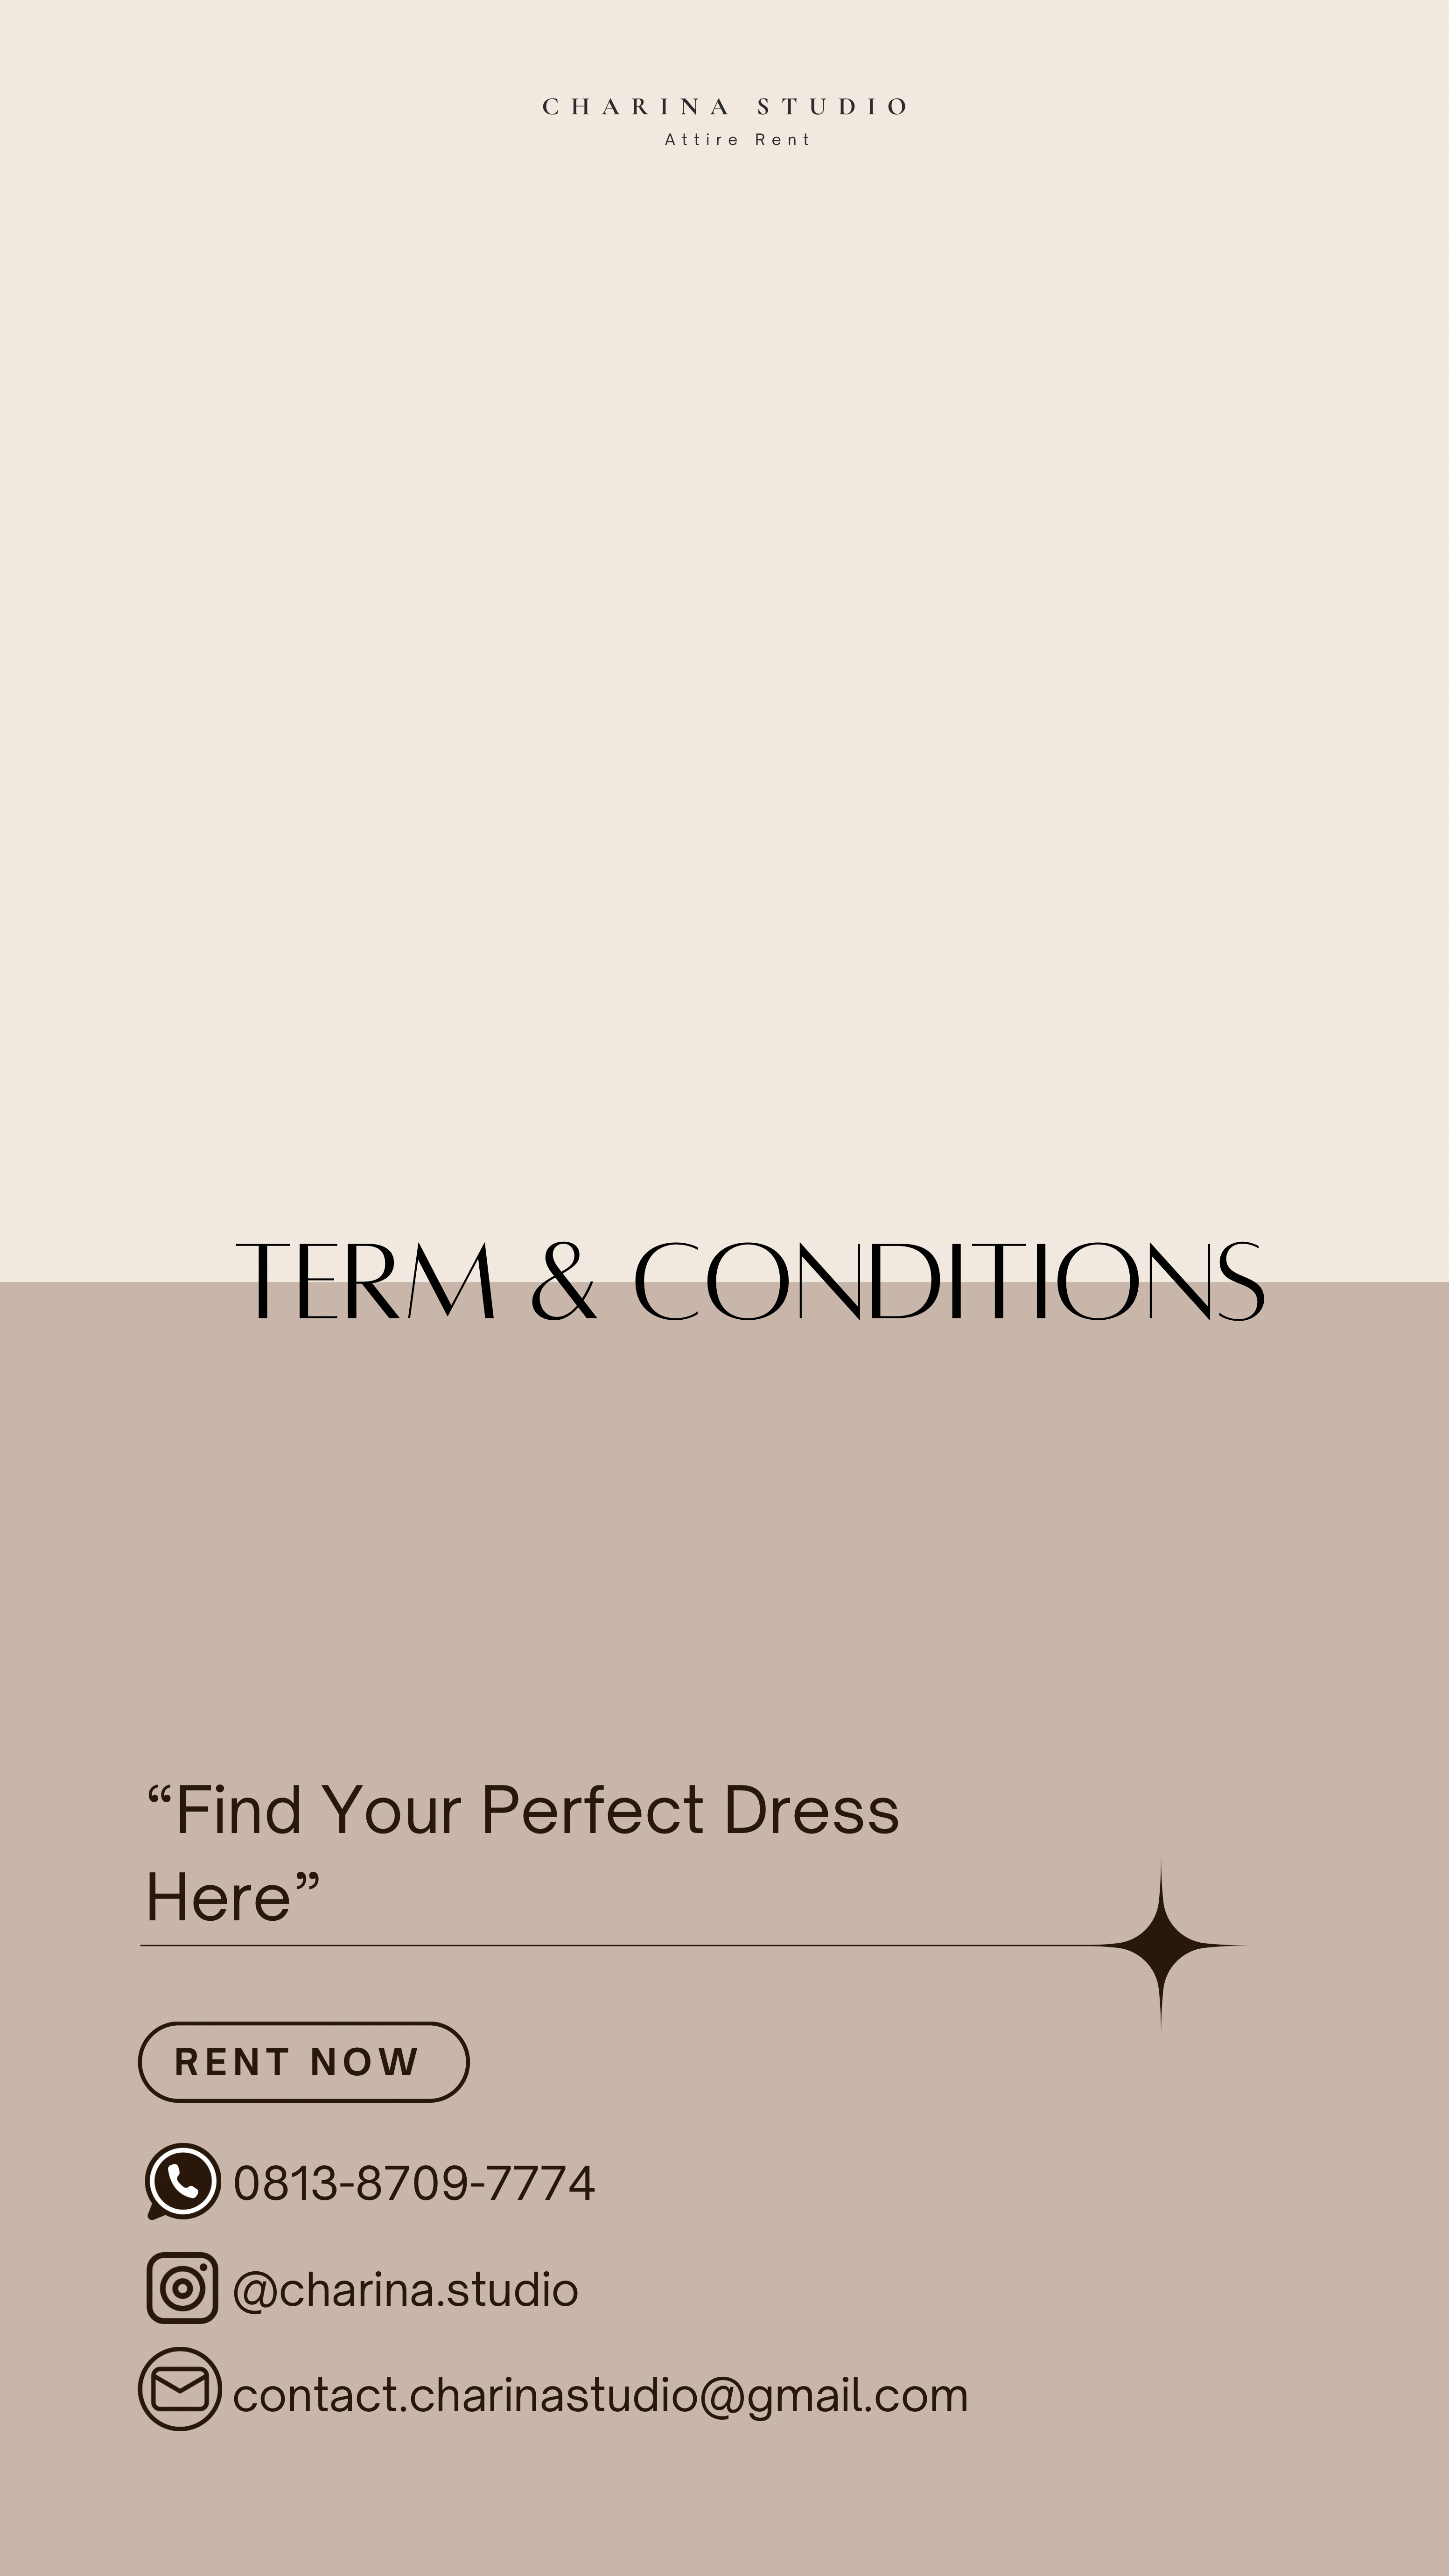 CHARINA STUDIO
Attire Rent
TERM & CONDITIONS
“Find Your Perfect Dress
Here”
RENT NOW
0813-8709-7774
@charina.studio
contact.charinastudio@gmail.com